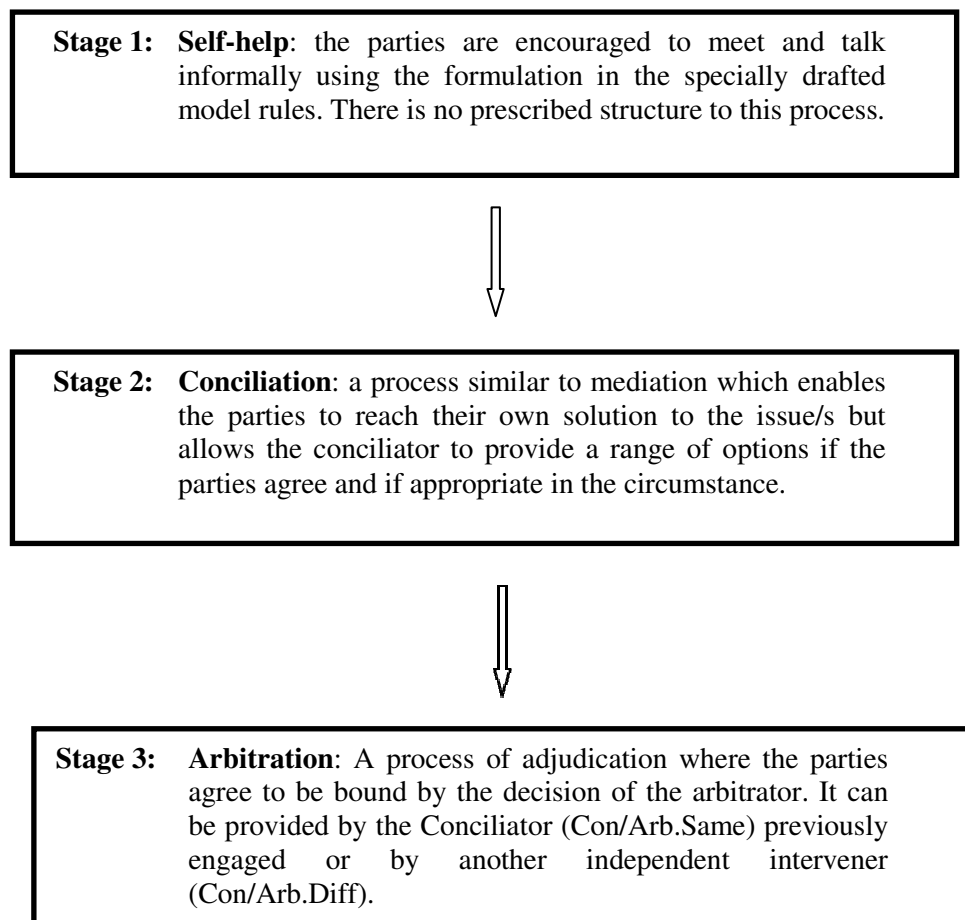 Stage 1: Self-help: the parties are encouraged to meet and talk
informally using the formulation in the specially drafted
model rules. There is no prescribed structure to this process.
Stage 2: Conciliation: a process similar to mediation which enables
the parties to reach their own solution to the issue/s but
allows the conciliator to provide a range of options if the
parties agree and if appropriate in the circumstance.
Stage 3: Arbitration: A process of adjudication where the parties
agree to be bound by the decision of the arbitrator. It can
be provided by the Conciliator (Con/Arb.Same) previously
engaged or by another independent intervener
(Con/Arb.Diff).